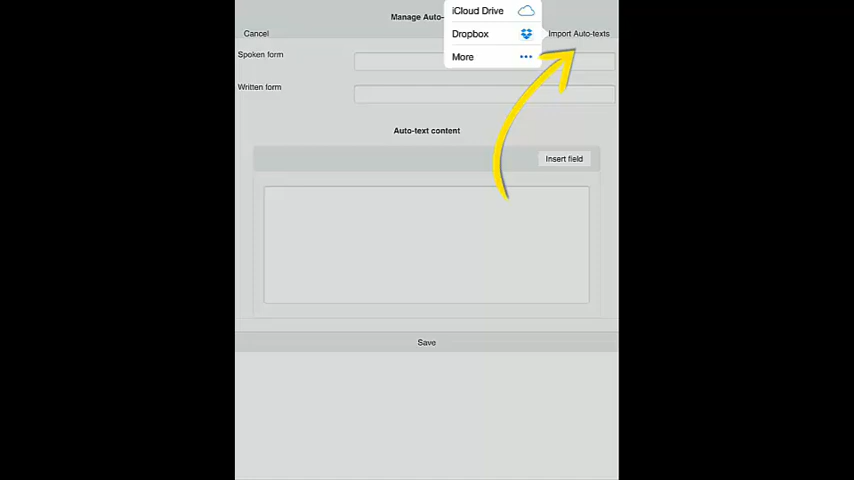 iCloud Drive
Manage Auto-
Cancel
Dropbox
Import Auto-texts
Spoken form
More
Written form
Auto-text content
Insert field
Save